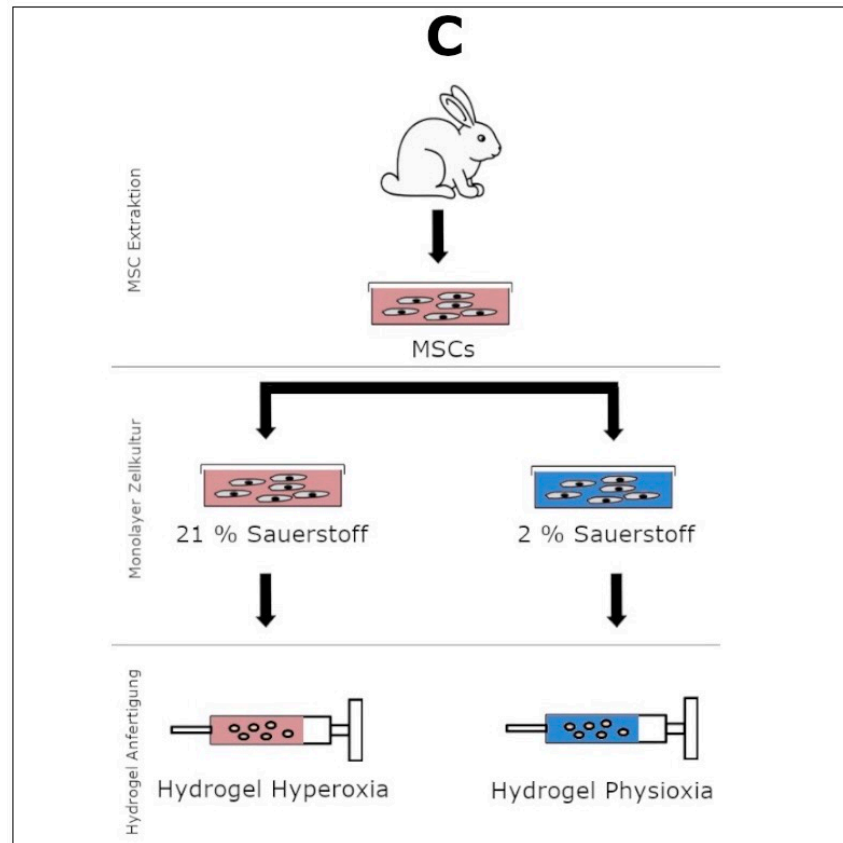 C
MSC Extraktion
MSCs
Monolayer Zellkultur
21 % Sauerstoff
2 % Sauerstoff
Hydrogel Anfertigung
Hydrogel Hyperoxia
Hydrogel Physioxia